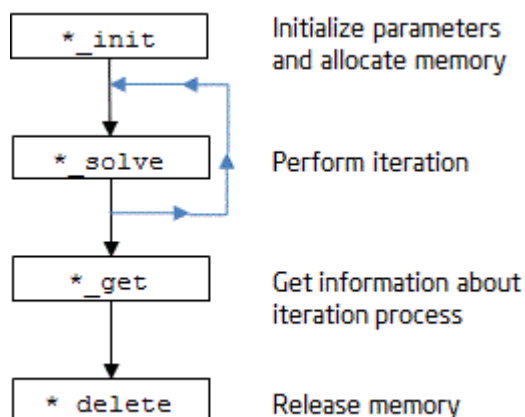 *_init
Initialize parameters
and allocate memory
*_solve
Perform iteration
*_get
Get information about
iteration process
*_delete
Release memory